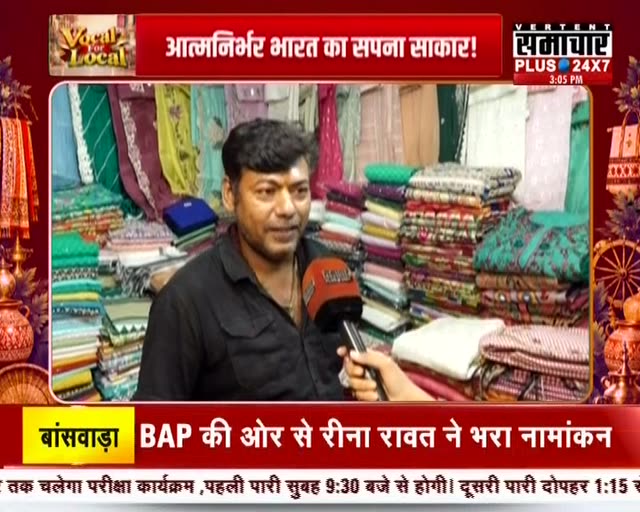 Vocal
For
Local
आत्मनिर्भर भारत का सपना साकार!
VERTENT
समाचार
PLUS 24X7
3:05 PM
बांसवाड़ा
BAP की ओर से रीना रावत ने भरा नामांकन
तक चलेगा परीक्षा कार्यक्रम ,पहली पारी सुबह 9:30 बजे से होगी। दूसरी पारी दोपहर 1:15 से